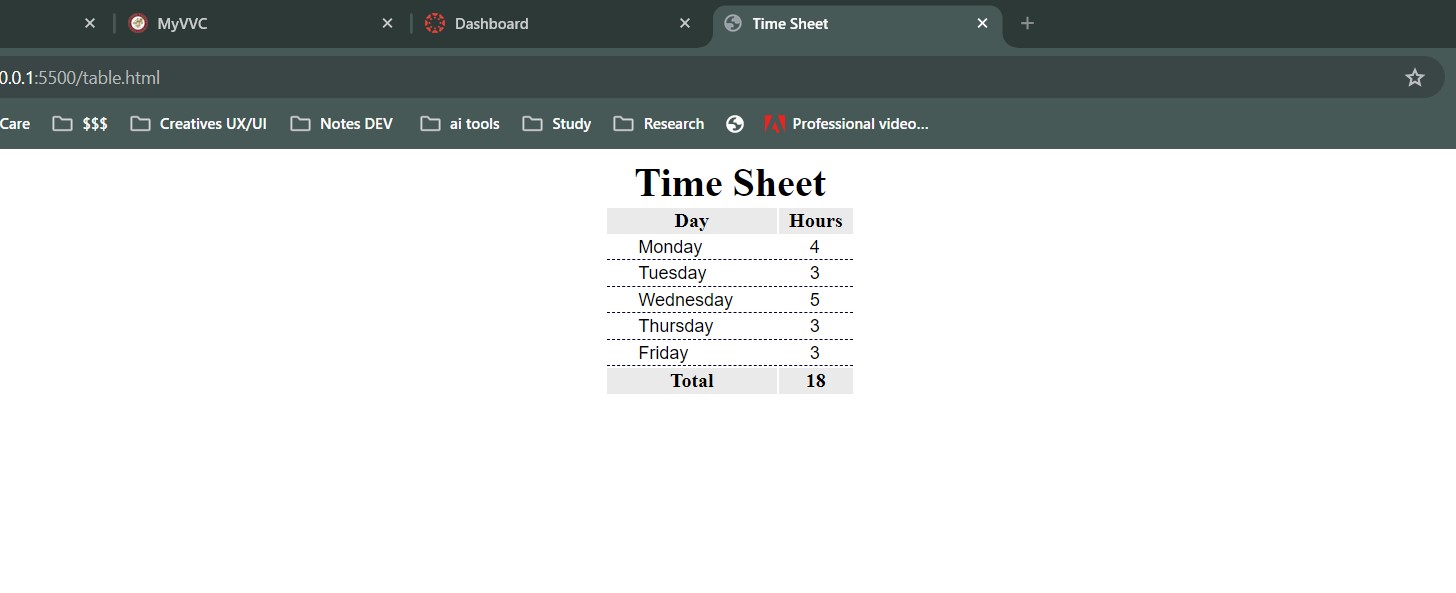 MyVVC Dashboard Time Sheet
0.0.1:5500/table.html
Care $$$ Creatives UX/UI Notes DEV ai tools Study Research Professional video...
Time Sheet
Day Hours
Monday 4
Tuesday 3
Wednesday 5
Thursday 3
Friday 3
Total 18